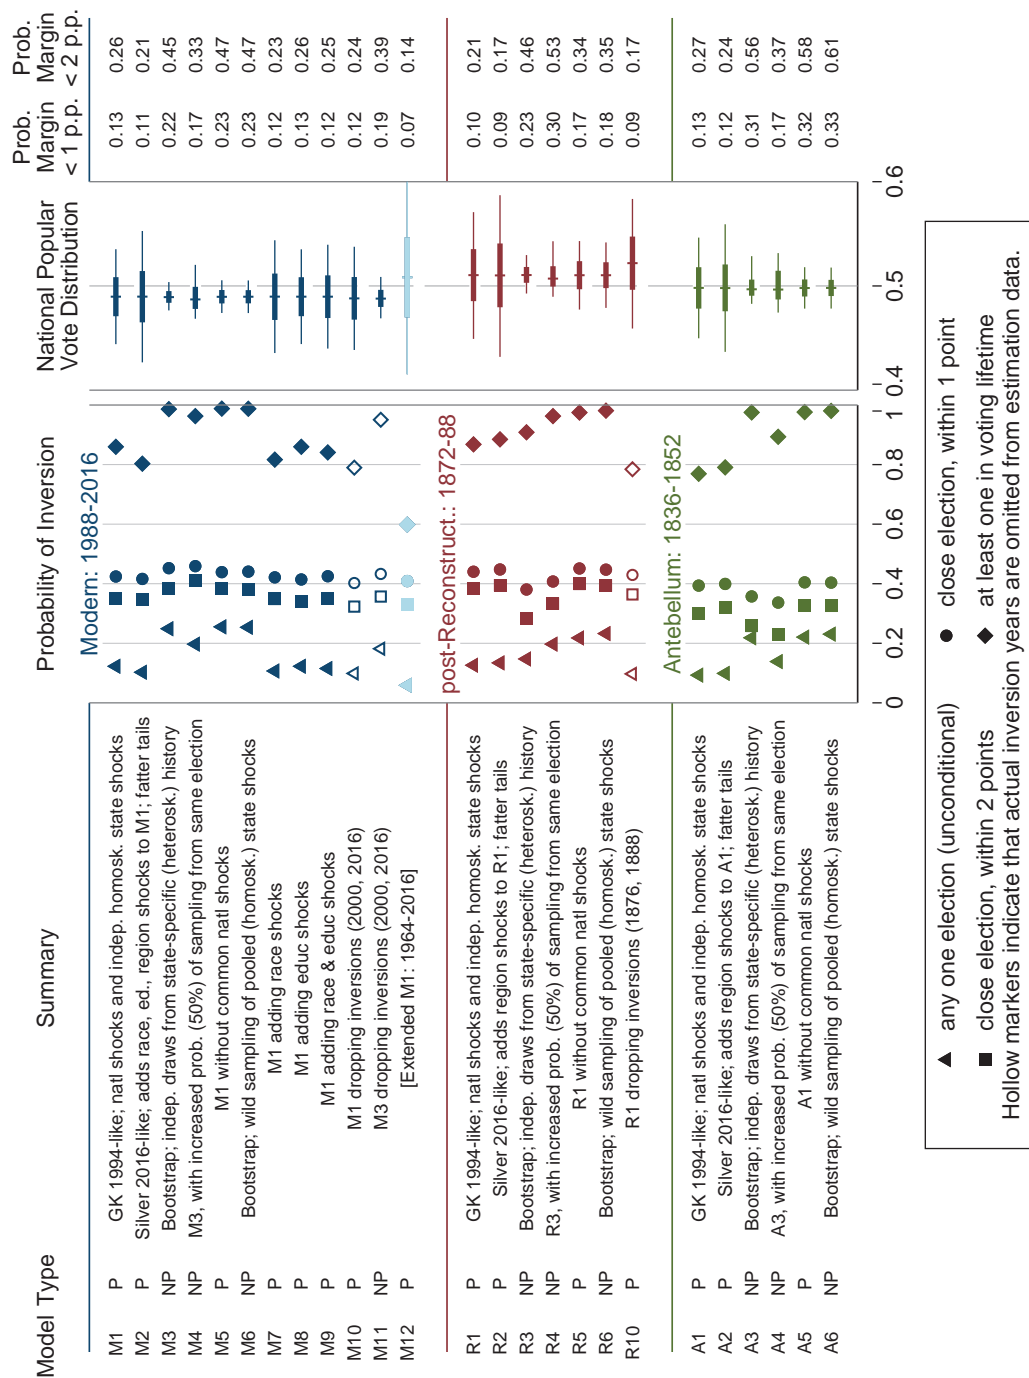 Model Type Summary Probability of Inversion National Popular Vote Distribution Prob. Margin < 1 p.p. Prob. Margin < 2 p.p.
Modern: 1988-2016
M1 P GK 1994-like; natl shocks and indep. homosk. state shocks 0.13 0.26
M2 P Silver 2016-like; adds race, ed., region shocks to M1; fatter tails 0.11 0.21
M3 NP Bootstrap; indep. draws from state-specific (heterosk.) history 0.22 0.45
M4 NP M3, with increased prob. (50%) of sampling from same election 0.17 0.33
M5 P M1 without common natl shocks 0.23 0.47
M6 NP Bootstrap; wild sampling of pooled (homosk.) state shocks 0.23 0.47
M7 P M1 adding race shocks 0.12 0.23
M8 P M1 adding educ shocks 0.13 0.26
M9 P M1 adding race & educ shocks 0.12 0.25
M10 P M1 dropping inversions (2000, 2016) 0.12 0.24
M11 NP M3 dropping inversions (2000, 2016) 0.19 0.39
M12 P [Extended M1: 1964-2016] 0.07 0.14
post-Reconstruct.: 1872-88
R1 P GK 1994-like; natl shocks and indep. homosk. state shocks 0.10 0.21
R2 P Silver 2016-like; adds region shocks to R1; fatter tails 0.09 0.17
R3 NP Bootstrap; indep. draws from state-specific (heterosk.) history 0.23 0.46
R4 NP R3, with increased prob. (50%) of sampling from same election 0.30 0.53
R5 P R1 without common natl shocks 0.17 0.34
R6 NP Bootstrap; wild sampling of pooled (homosk.) state shocks 0.18 0.35
R10 P R1 dropping inversions (1876, 1888) 0.09 0.17
Antebellum: 1836-1852
A1 P GK 1994-like; natl shocks and indep. homosk. state shocks 0.13 0.27
A2 P Silver 2016-like; adds region shocks to A1; fatter tails 0.12 0.24
A3 NP Bootstrap; indep. draws from state-specific (heterosk.) history 0.31 0.56
A4 NP A3, with increased prob. (50%) of sampling from same election 0.17 0.37
A5 P A1 without common natl shocks 0.32 0.58
A6 NP Bootstrap; wild sampling of pooled (homosk.) state shocks 0.33 0.61
0 0.2 0.4 0.6 0.8 1 0.4 0.5 0.6
any one election (unconditional) close election, within 1 point
close election, within 2 points at least one in voting lifetime
Hollow markers indicate that actual inversion years are omitted from estimation data.